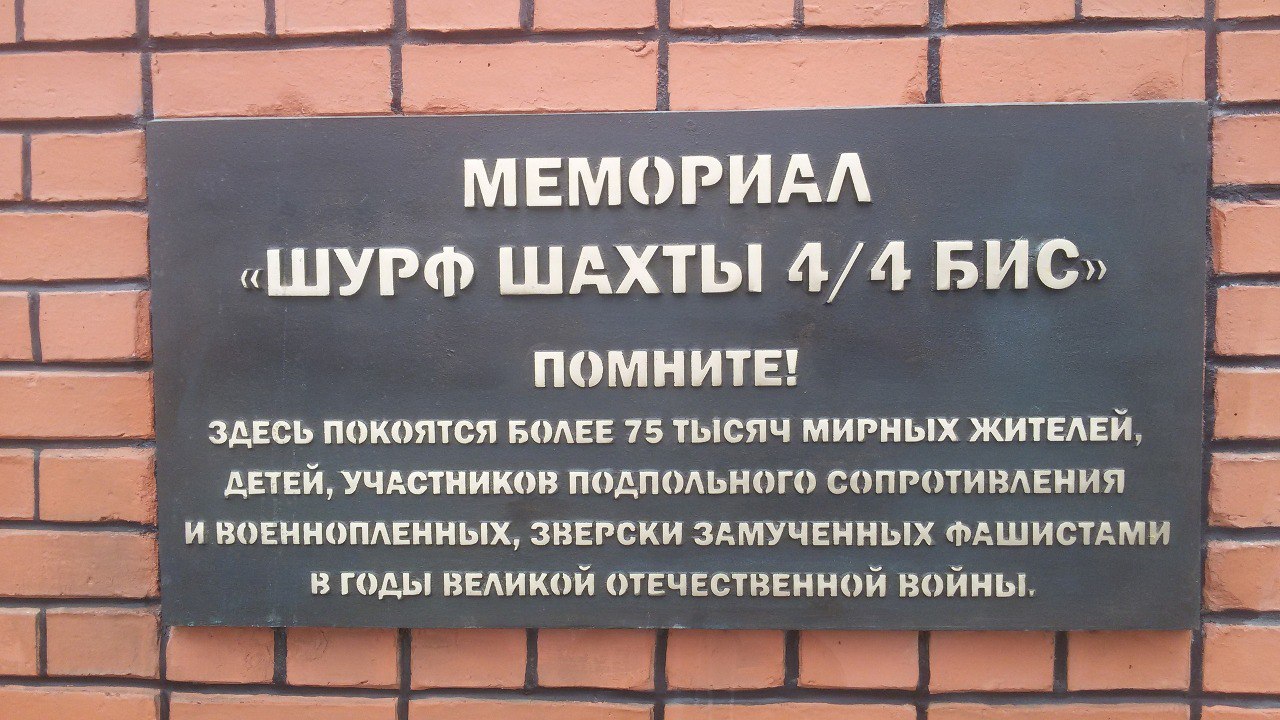 МЕМОРИАЛ
«ШУРФ ШАХТЫ 4/4 БИС»
ПОМНИТЕ!
ЗДЕСЬ ПОКОЯТСЯ БОЛЕЕ 75 ТЫСЯЧ МИРНЫХ ЖИТЕЛЕЙ,
ДЕТЕЙ, УЧАСТНИКОВ ПОДПОЛЬНОГО СОПРОТИВЛЕНИЯ
И ВОЕННОПЛЕННЫХ, ЗВЕРСКИ ЗАМУЧЕННЫХ ФАШИСТАМИ
В ГОДЫ ВЕЛИКОЙ ОТЕЧЕСТВЕННОЙ ВОЙНЫ.